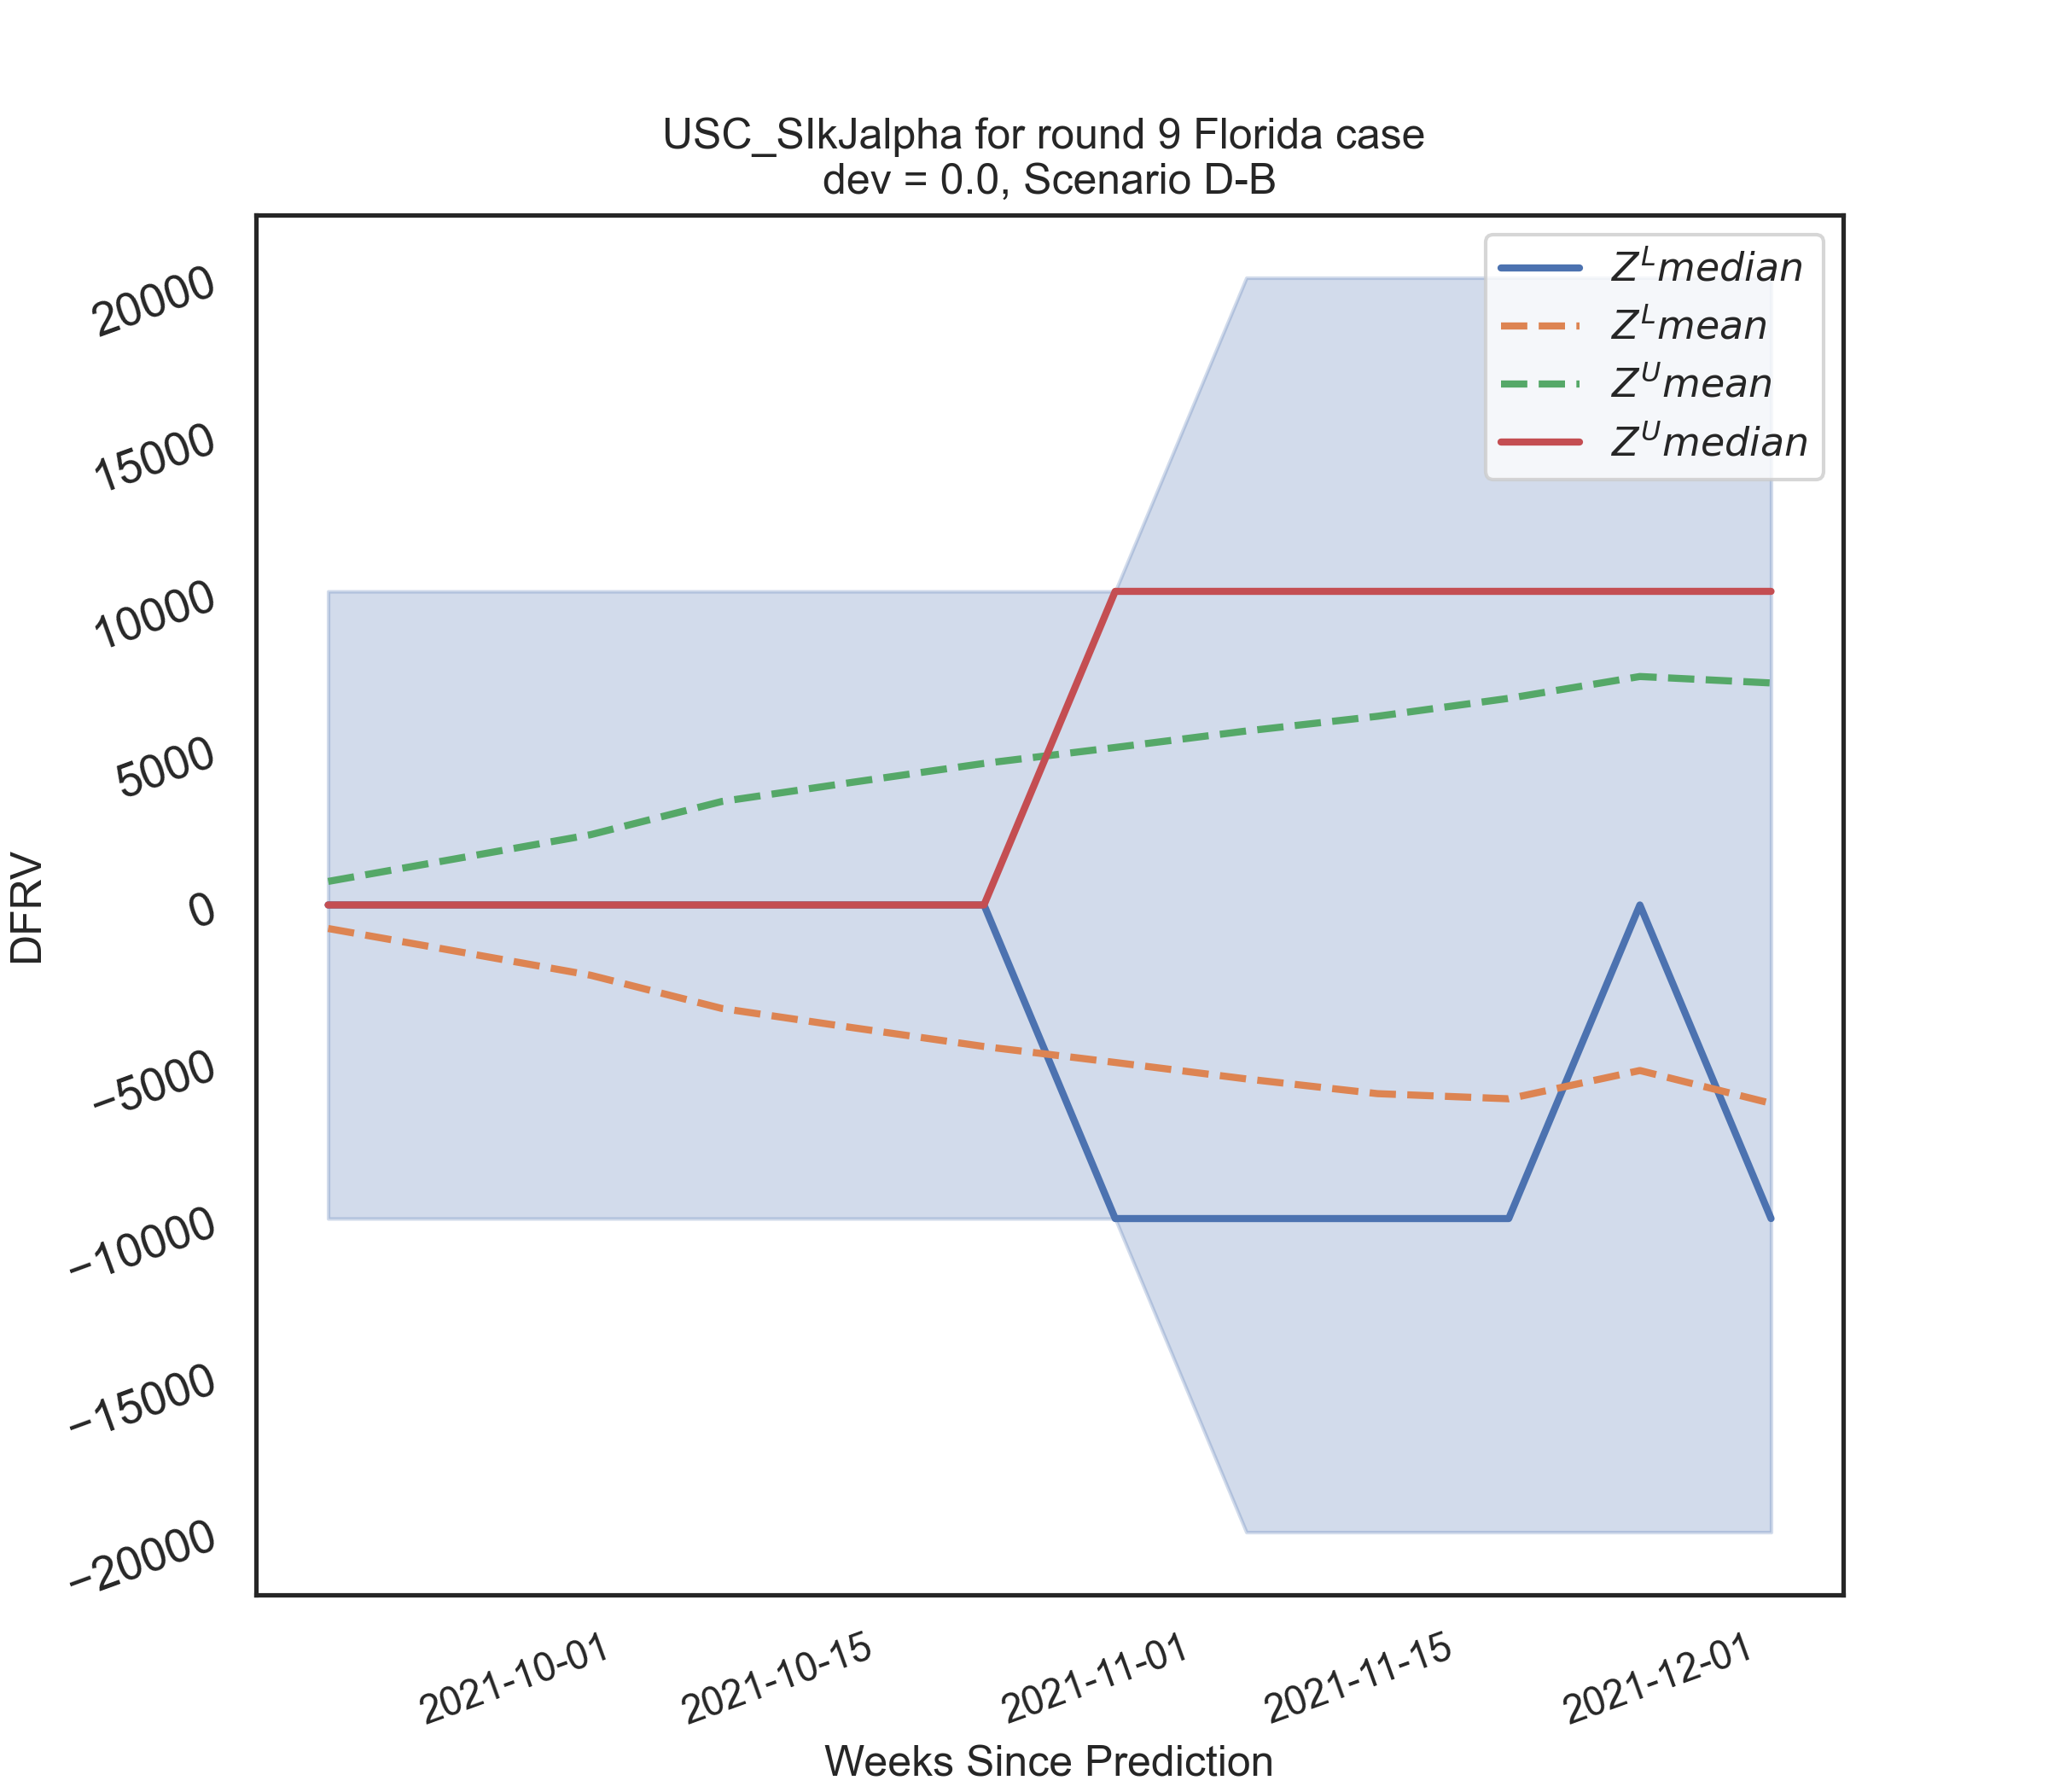 USC_SIkJalpha for round 9 Florida case
dev = 0.0, Scenario D-B
Z^L median
Z^L mean
Z^U mean
Z^U median
20000
15000
10000
5000
0
−5000
−10000
−15000
−20000
DFRV
2021-10-01
2021-10-15
2021-11-01
2021-11-15
2021-12-01
Weeks Since Prediction